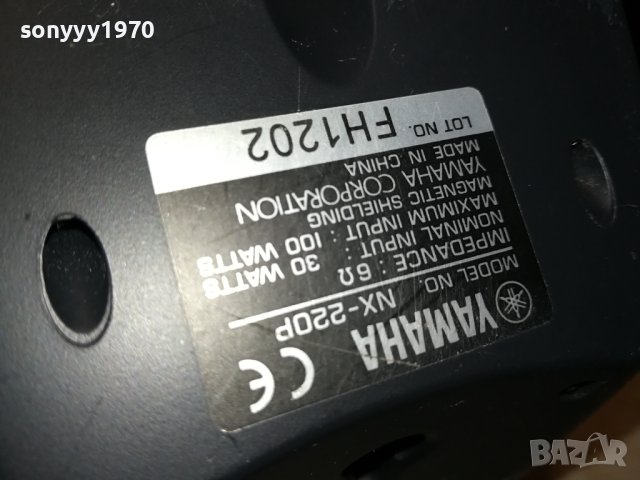 sonyyy1970
YAMAHA CE
MODEL NO. NX-220P
IMPEDANCE : 6Ω
NOMINAL INPUT : 30 WATTS
MAXIMUM INPUT : 100 WATTS
MAGNETIC SHIELDING
YAMAHA CORPORATION
MADE IN CHINA
LOT NO. FH1202
BAZAR